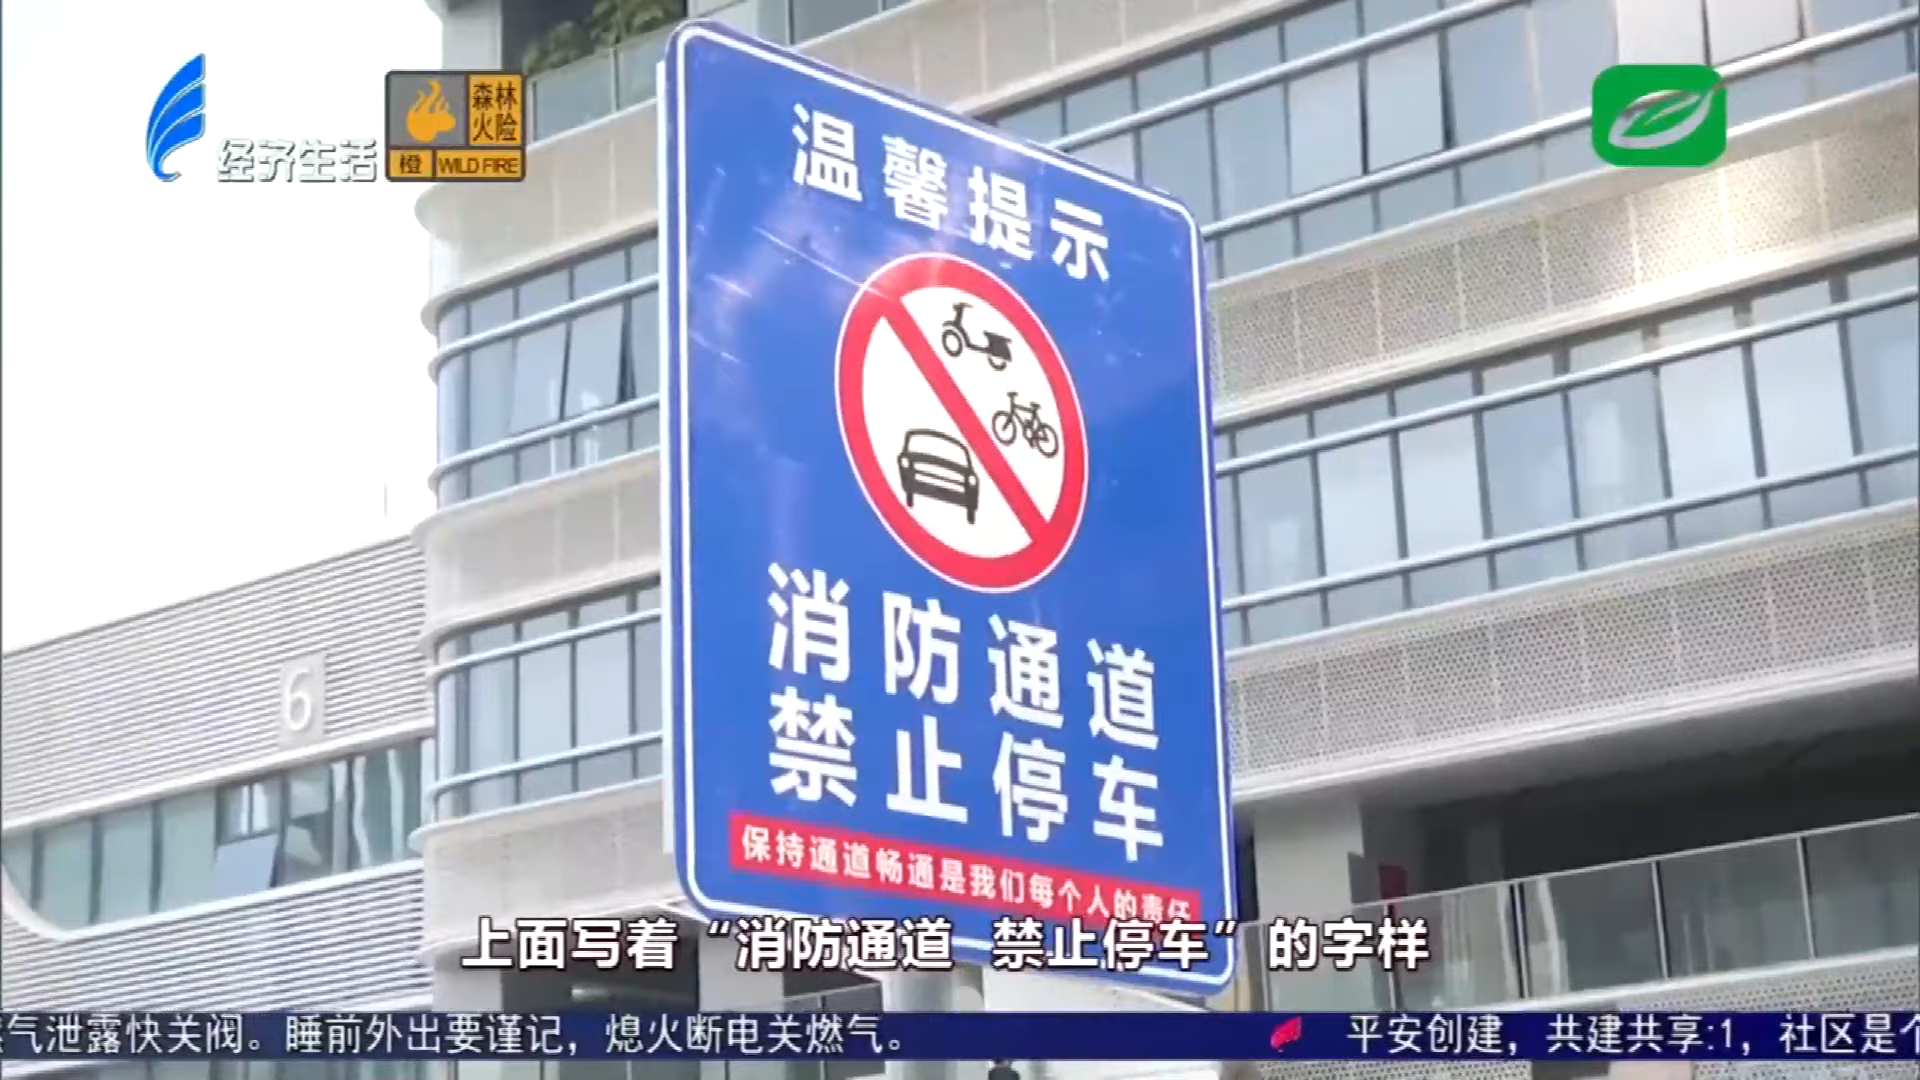 经济生活
森林
火险
橙 WILD FIRE
温馨提示
6
消防通道
禁止停车
保持通道畅通是我们每个人的责任
上面写着“消防通道 禁止停车”的字样
气泄露快关阀。睡前外出要谨记，熄火断电关燃气。 平安创建，共建共享:1，社区是